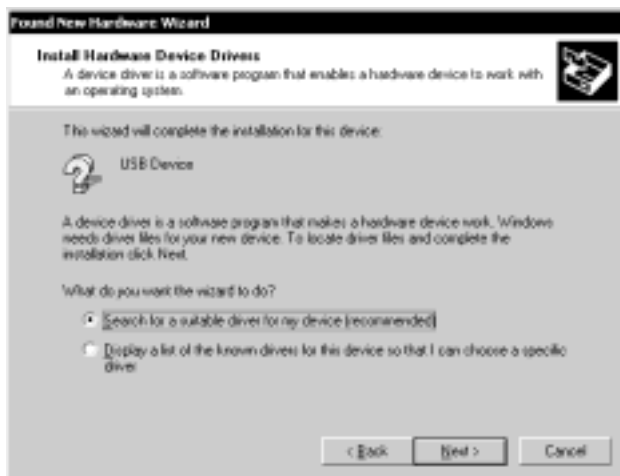 Found New Hardware Wizard
Install Hardware Device Drivers
A device driver is a software program that enables a hardware device to work with
an operating system.
This wizard will complete the installation for this device:
USB Device
A device driver is a software program that makes a hardware device work. Windows
needs driver files for your new device. To locate driver files and complete the
installation click Next.
What do you want the wizard to do?
Search for a suitable driver for my device (recommended)
Display a list of the known drivers for this device so that I can choose a specific
driver
< Back Next > Cancel